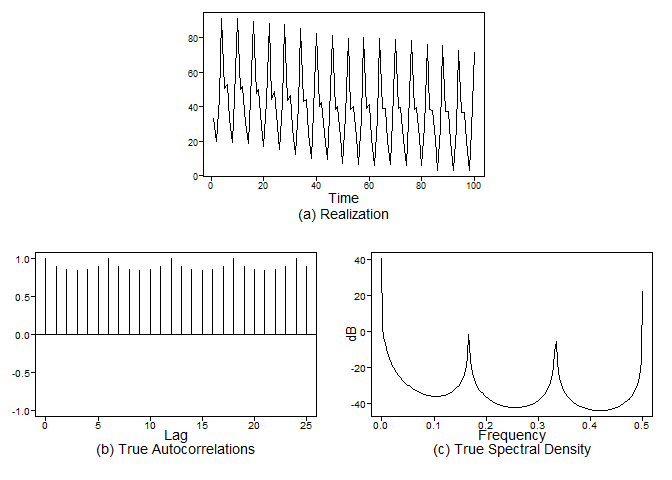 80
60
40
20
0
0 20 40 60 80 100
Time
(a) Realization
1.0
0.5
0.0
-0.5
-1.0
0 5 10 15 20 25
Lag
(b) True Autocorrelations
40
20
0
-20
-40
dB
0.0 0.1 0.2 0.3 0.4 0.5
Frequency
(c) True Spectral Density